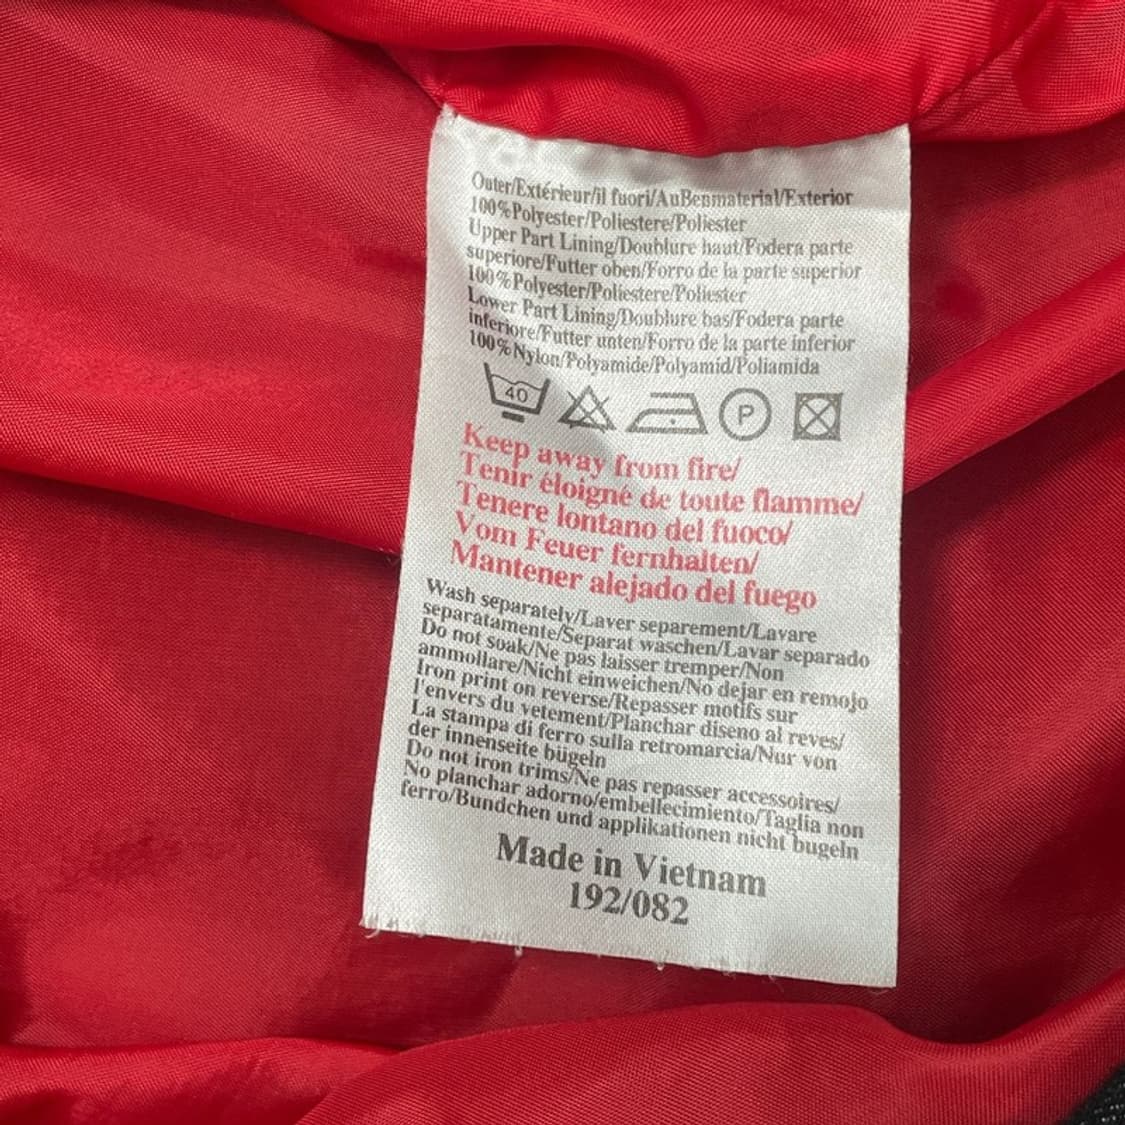 Outer/Extérieur/il fuori/Außenmaterial/Exterior
100%Polyester/Poliestere/Poliester
Upper Part Lining/Doublure haut/Fodera parte
superiore/Futter oben/Forro de la parte superior
100%Polyester/Poliestere/Poliester
Lower Part Lining/Doublure bas/Fodera parte
inferiore/Futter unten/Forro de la parte inferior
100%Nylon/Polyamide/Polyamid/Poliamida
40 P
Keep away from fire/
Tenir éloigné de toute flamme/
Tenere lontano del fuoco/
Vom Feuer fernhalten/
Mantener alejado del fuego
Wash separately/Laver separement/Lavare
separatamente/Separat waschen/Lavar separado
Do not soak/Ne pas laisser tremper/Non
ammollare/Nicht einweichen/No dejar en remojo
Iron print on reverse/Repasser motifs sur
l'envers du vetement/Planchar diseno al reves/
La stampa di ferro sulla retromarcia/Nur von
der innenseite bügeln
Do not iron trims/Ne pas repasser accessoires/
No planchar adorno/embellecimiento/Taglia non
ferro/Bundchen und applikationen nicht bugeln
Made in Vietnam
192/082